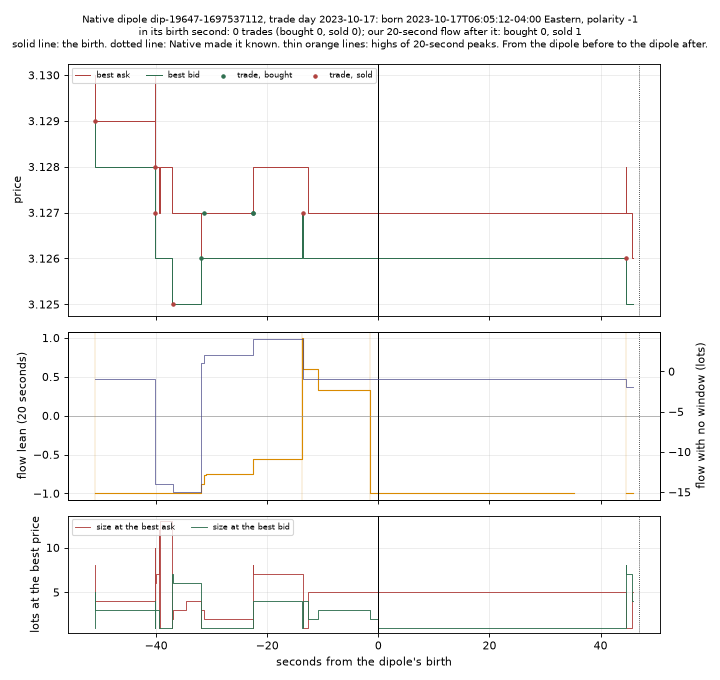 Native dipole dip-19647-1697537112, trade day 2023-10-17: born 2023-10-17T06:05:12-04:00 Eastern, polarity -1
in its birth second: 0 trades (bought 0, sold 0); our 20-second flow after it: bought 0, sold 1
solid line: the birth. dotted line: Native made it known. thin orange lines: highs of 20-second peaks. From the dipole before to the dipole after.
best ask
best bid
trade, bought
trade, sold
3.130
3.129
3.128
3.127
3.126
3.125
price
1.0
0.5
0.0
−0.5
−1.0
flow lean (20 seconds)
0
−5
−10
−15
flow with no window (lots)
size at the best ask
size at the best bid
10
5
lots at the best price
−40
−20
0
20
40
seconds from the dipole's birth